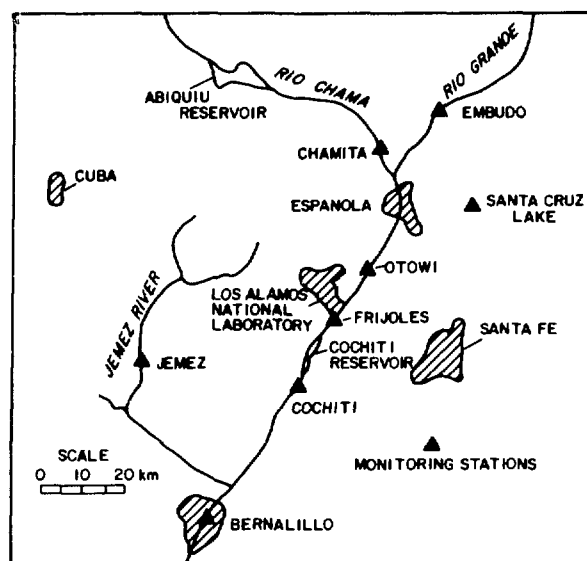 RIO CHAMA
RIO GRANDE
ABIQUIU
RESERVOIR
EMBUDO
CHAMITA
CUBA
ESPANOLA
SANTA CRUZ
LAKE
OTOWI
LOS ALAMOS
NATIONAL
LABORATORY
FRIJOLES
SANTA FE
COCHITI
RESERVOIR
JEMEZ RIVER
JEMEZ
COCHITI
SCALE
0 10 20 km
MONITORING STATIONS
BERNALILLO